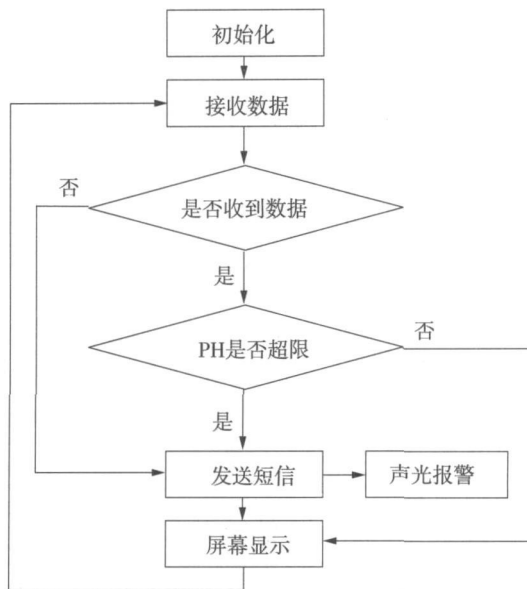 初始化
接收数据
否
是否收到数据
是
否
PH是否超限
是
发送短信
声光报警
屏幕显示